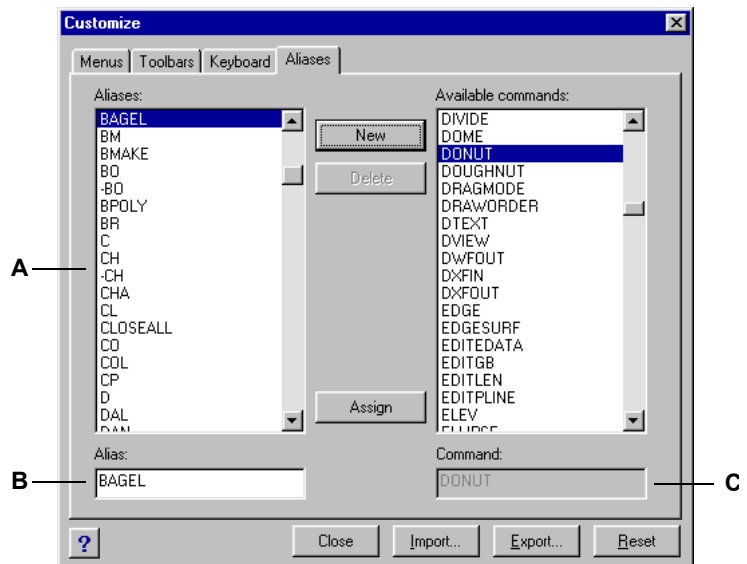 Customize
Menus Toolbars Keyboard Aliases
Aliases:
BAGEL
BM
BMAKE
BO
-BO
BPOLY
BR
C
CH
-CH
CHA
CL
CLOSEALL
CO
COL
CP
D
DAL
DAN
New
Delete
Assign
Available commands:
DIVIDE
DOME
DONUT
DOUGHNUT
DRAGMODE
DRAWORDER
DTEXT
DVIEW
DWFOUT
DXFIN
DXFOUT
EDGE
EDGESURF
EDITEDATA
EDITGB
EDITLEN
EDITPLINE
ELEV
ELLIPSE
A
Alias:
BAGEL
B
Command:
DONUT
C
?
Close Import... Export... Reset